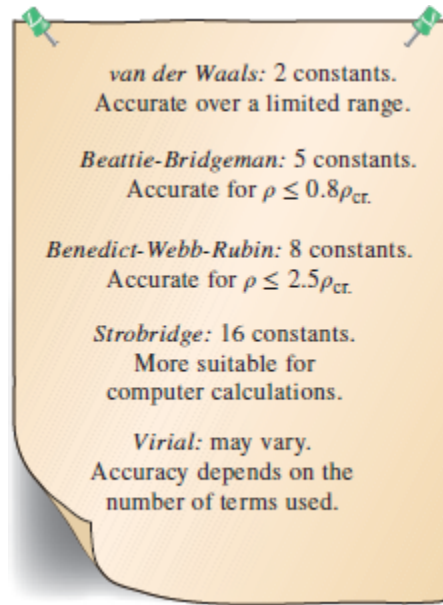 van der Waals: 2 constants.
Accurate over a limited range.
Beattie-Bridgeman: 5 constants.
Accurate for ρ ≤ 0.8ρcr.
Benedict-Webb-Rubin: 8 constants.
Accurate for ρ ≤ 2.5ρcr.
Strobridge: 16 constants.
More suitable for
computer calculations.
Virial: may vary.
Accuracy depends on the
number of terms used.